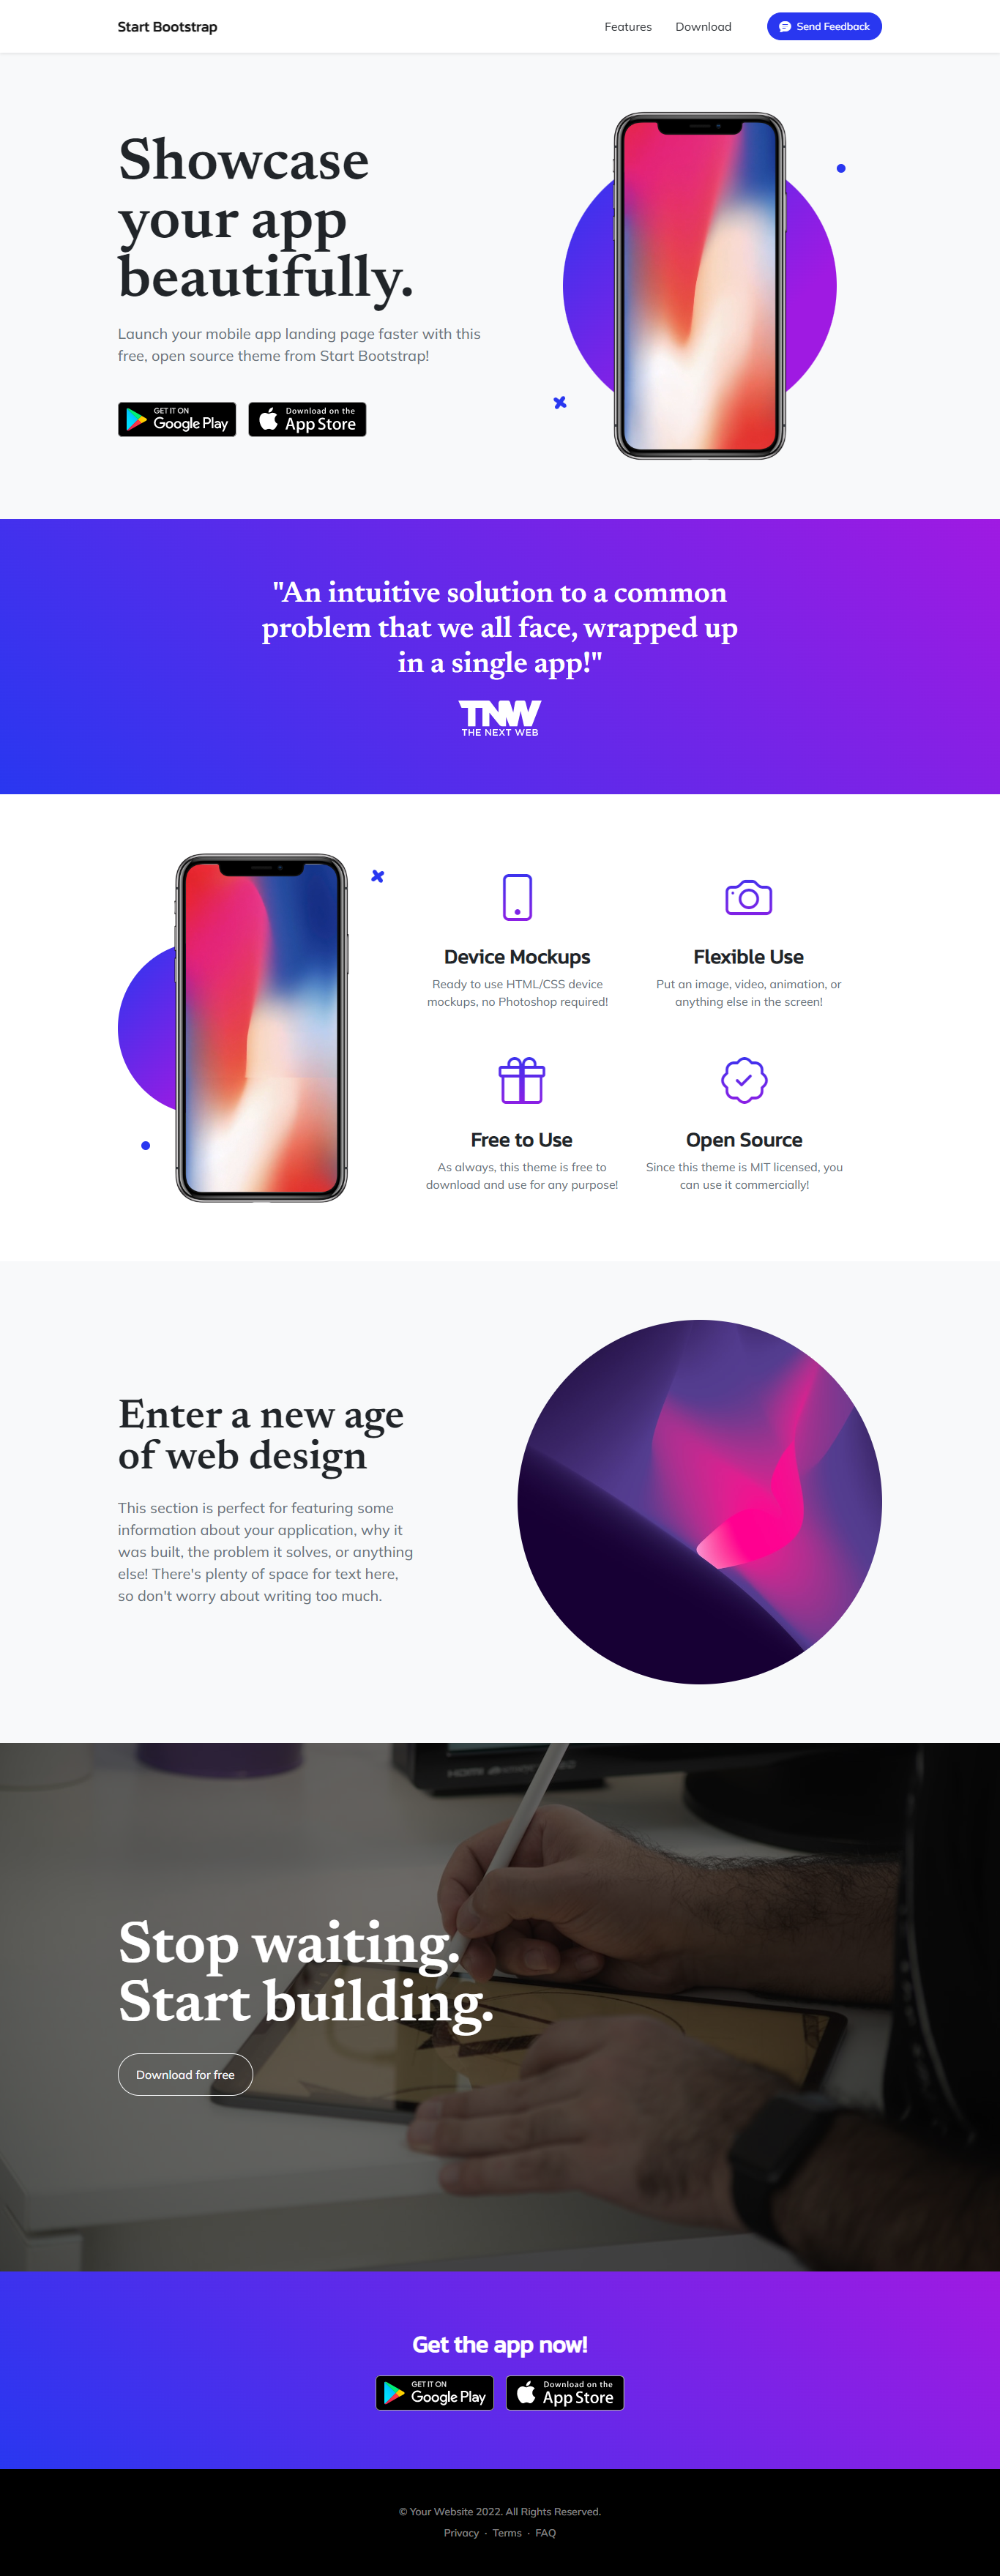 Start Bootstrap
Features
Download
Send Feedback
Showcase
your app
beautifully.
Launch your mobile app landing page faster with this
free, open source theme from Start Bootstrap!
GET IT ON
Google Play
Download on the
App Store
"An intuitive solution to a common
problem that we all face, wrapped up
in a single app!"
TNW
THE NEXT WEB
Device Mockups
Ready to use HTML/CSS device
mockups, no Photoshop required!
Flexible Use
Put an image, video, animation, or
anything else in the screen!
Free to Use
As always, this theme is free to
download and use for any purpose!
Open Source
Since this theme is MIT licensed, you
can use it commercially!
Enter a new age
of web design
This section is perfect for featuring some
information about your application, why it
was built, the problem it solves, or anything
else! There's plenty of space for text here,
so don't worry about writing too much.
Stop waiting.
Start building.
Download for free
Get the app now!
GET IT ON
Google Play
Download on the
App Store
© Your Website 2022. All Rights Reserved.
Privacy · Terms · FAQ